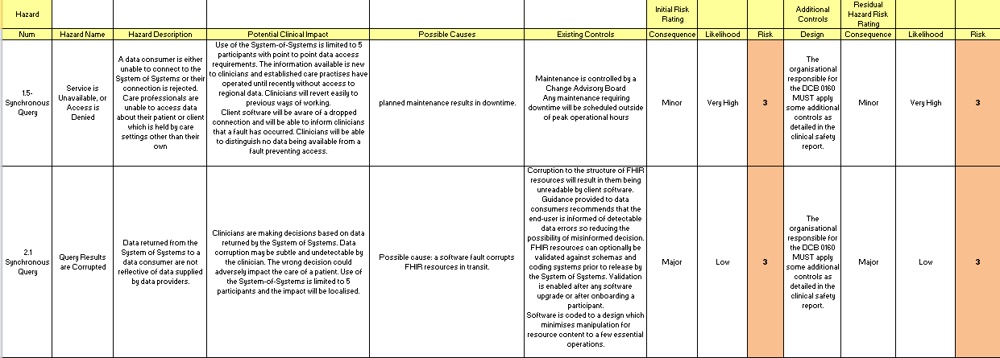 Hazard
Initial Risk
Rating
Additional
Controls
Residual
Hazard Risk
Rating
Num
Hazard Name
Hazard Description
Potential Clinical Impact
Possible Causes
Existing Controls
Consequence
Likelihood
Risk
Design
Consequence
Likelihood
Risk
1.5-
Synchronous
Query
Service is
Unavailable, or
Access is
Denied
A data consumer is either
unable to connect to the
System of Systems or their
connection is rejected.
Care professionals are
unable to access data
about their patient or client
which is held by care
settings other than their
own
Use of the System-of-Systems is limited to 5
participants with point to point data access
requirements. The information available is new
to clinicians and established care practises have
operated until recently without access to
regional data. Clinicians will revert easily to
previous ways of working.
Client software will be aware of a dropped
connection and will be able to inform clinicians
that a fault has occurred. Clinicians will be able
to distinguish no data being available from a
fault preventing access.
planned maintenance results in downtime.
Maintenance is controlled by a
Change Advisory Board
Any maintenance requiring
downtime will be scheduled outside
of peak operational hours
Minor
Very High
3
The
organisational
responsible for
the DCB 0160
MUST apply
some additional
controls as
detailed in the
clinical safety
report.
Minor
Very High
3
2.1
Synchronous
Query
Query Results
are Corrupted
Data returned from the
System of Systems to a
data consumer are not
reflective of data supplied
by data providers.
Clinicians are making decisions based on data
returned by the System of Systems. Data
corruption may be subtle and undetectable by
the clinician. The wrong decision could
adversely impact the care of a patient. Use of
the System-of-Systems is limited to 5
participants and the impact will be localised.
Possible cause: a software fault corrupts
FHIR resources in transit.
Corruption to the structure of FHIR
resources will result in them being
unreadable by client software.
Guidance provided to data
consumers recommends that the
end-user is informed of detectable
data errors so reducing the
possibility of misinformed decision.
FHIR resources can optionally be
validated against schemas and
coding systems prior to release by
the System of Systems. Validation
is enabled after any software
upgrade or after onboarding a
participant.
Software is coded to a design which
minimises manipulation for
resource content to a few essential
operations.
Major
Low
3
The
organisational
responsible for
the DCB 0160
MUST apply
some additional
controls as
detailed in the
clinical safety
report.
Major
Low
3